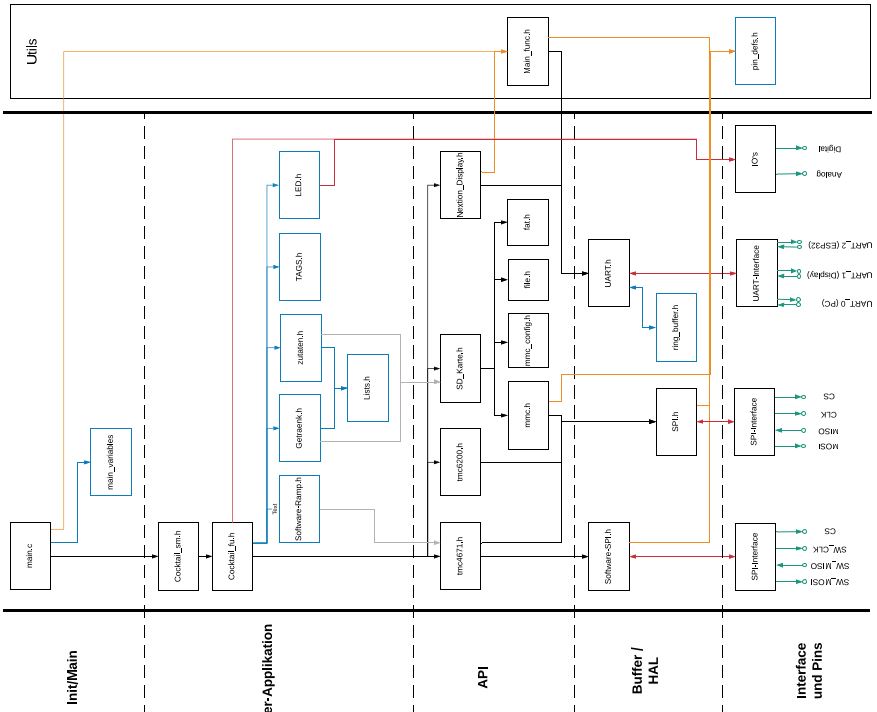 Utils
Main_func.h
pin_defs.h
LED.h
Nextion_Display.h
IO's
Digital
Analog
fat.h
TAGS.h
UART.h
UART-Interface
UART_2 (ESP32)
UART_1 (Display)
UART_0 (PC)
file.h
ring_buffer.h
zutaten.h
mmc_config.h
SD_Karte.h
Lists.h
mmc.h
Getraenk.h
SPI.h
SPI-Interface
CS
CLK
MISO
MOSI
main_variables
tmc6200.h
Software-Ramp.h
Text
main.c
Cocktail_sm.h
Cocktail_fu.h
tmc4671.h
Software-SPI.h
SPI-Interface
CS
SW_CLK
SW_MISO
SW_MOSI
Init/Main
er-Applikation
API
Buffer /
HAL
Interface
und Pins